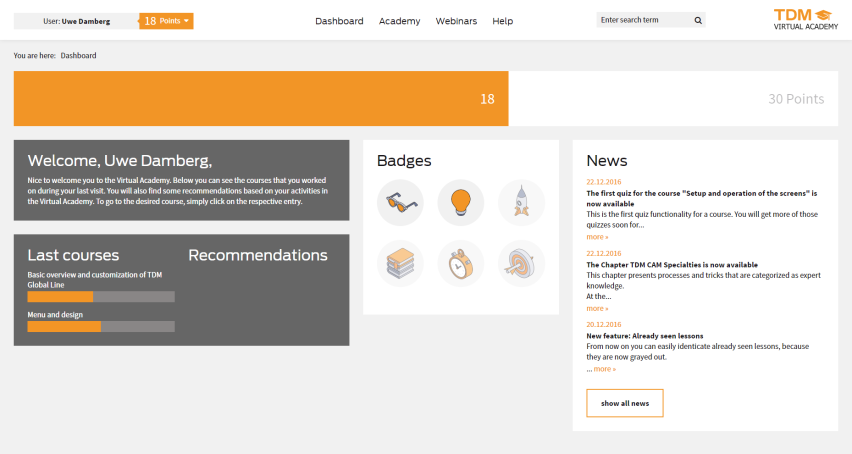 User: Uwe Damberg
18 Points
Dashboard Academy Webinars Help
Enter search term
TDM
VIRTUAL ACADEMY
You are here: Dashboard
18
30 Points
Welcome, Uwe Damberg,
Nice to welcome you to the Virtual Academy. Below you can see the courses that you worked
on during your last visit. You will also find some recommendations based on your activities in
the Virtual Academy. To go to the desired course, simply click on the respective entry.
Last courses
Basic overview and customization of TDM
Global Line
Menu and design
Recommendations
Badges
News
22.12.2016
The first quiz for the course "Setup and operation of the screens" is
now available
This is the first quiz functionality for a course. You will get more of those
quizzes soon for...
more »
22.12.2016
The Chapter TDM CAM Specialties is now available
This chapter presents processes and tricks that are categorized as expert
knowledge.
At the...
more »
20.12.2016
New feature: Already seen lessons
From now on you can easily identicate already seen lessons, because
they are now grayed out.
... more »
show all news